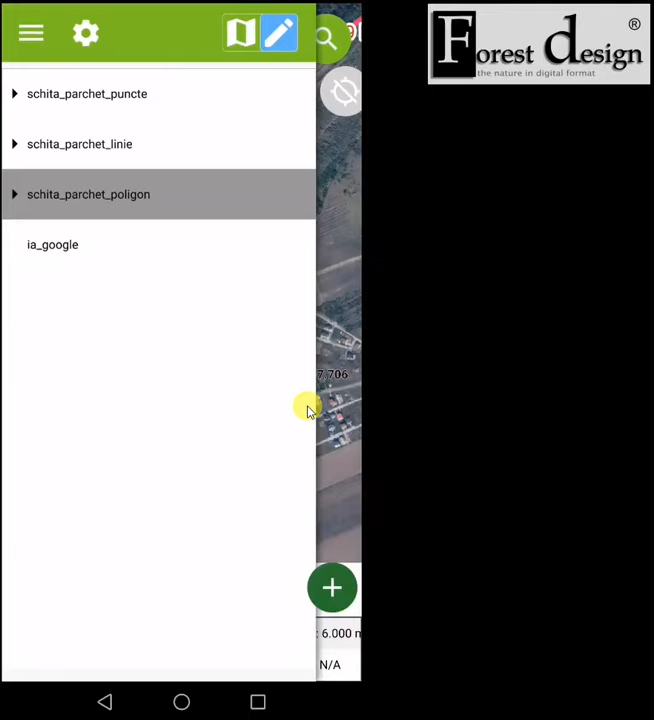 schita_parchet_puncte
schita_parchet_linie
schita_parchet_poligon
ia_google
7,706
: 6.000 m
N/A
Forest design ®
the nature in digital format